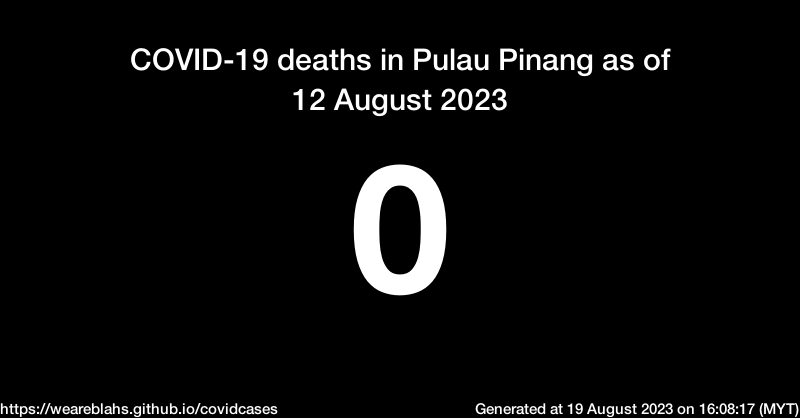 COVID-19 deaths in Pulau Pinang as of
12 August 2023
0
https://weareblahs.github.io/covidcases
Generated at 19 August 2023 on 16:08:17 (MYT)